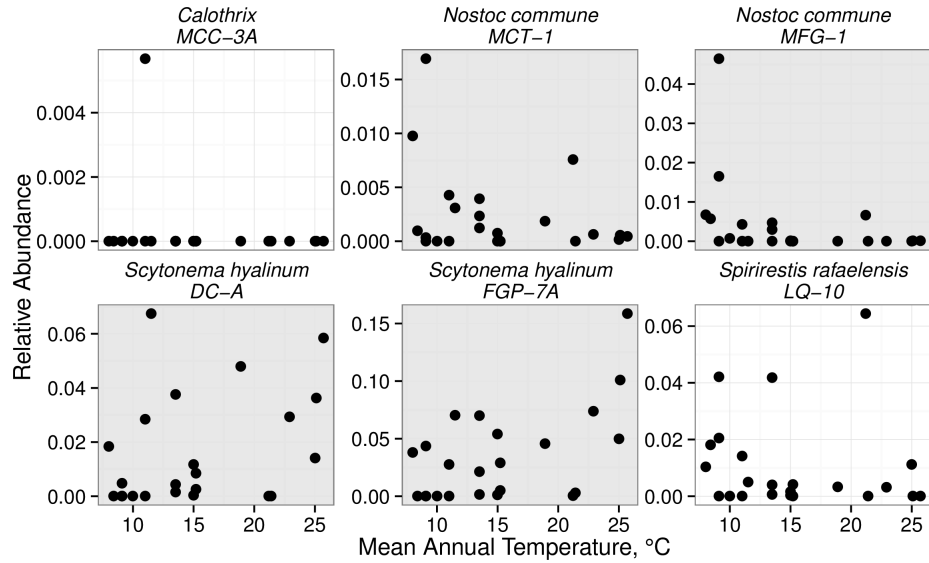 Calothrix
MCC−3A
Nostoc commune
MCT−1
Nostoc commune
MFG−1
0.004
0.002
0.000
0.015
0.010
0.005
0.000
0.04
0.03
0.02
0.01
0.00
Relative Abundance
Scytonema hyalinum
DC−A
Scytonema hyalinum
FGP−7A
Spirirestis rafaelensis
LQ−10
0.06
0.04
0.02
0.00
0.15
0.10
0.05
0.00
0.06
0.04
0.02
0.00
10 15 20 25
10 15 20 25
10 15 20 25
Mean Annual Temperature, °C